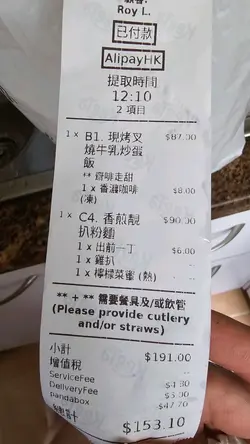 Roy L.
已付款
AlipayHK
提取時間
12:10
2 項目
1 x B1. 現烤叉 $87.00
燒牛乳炒蛋
飯
** 齋啡走甜
1 x 香濃咖啡 $8.00
(凍)
1 x C4. 香煎靚 $90.00
扒粉麵
1 x 出前一丁 $6.00
1 x 雞扒
1 x 檸檬菜蜜 (熱)
** + ** 需要餐具及/或飲管
(Please provide cutlery
and/or straws)
小計 $191.00
增值税
ServiceFee
DeliveryFee
pandabox
總計 $153.10